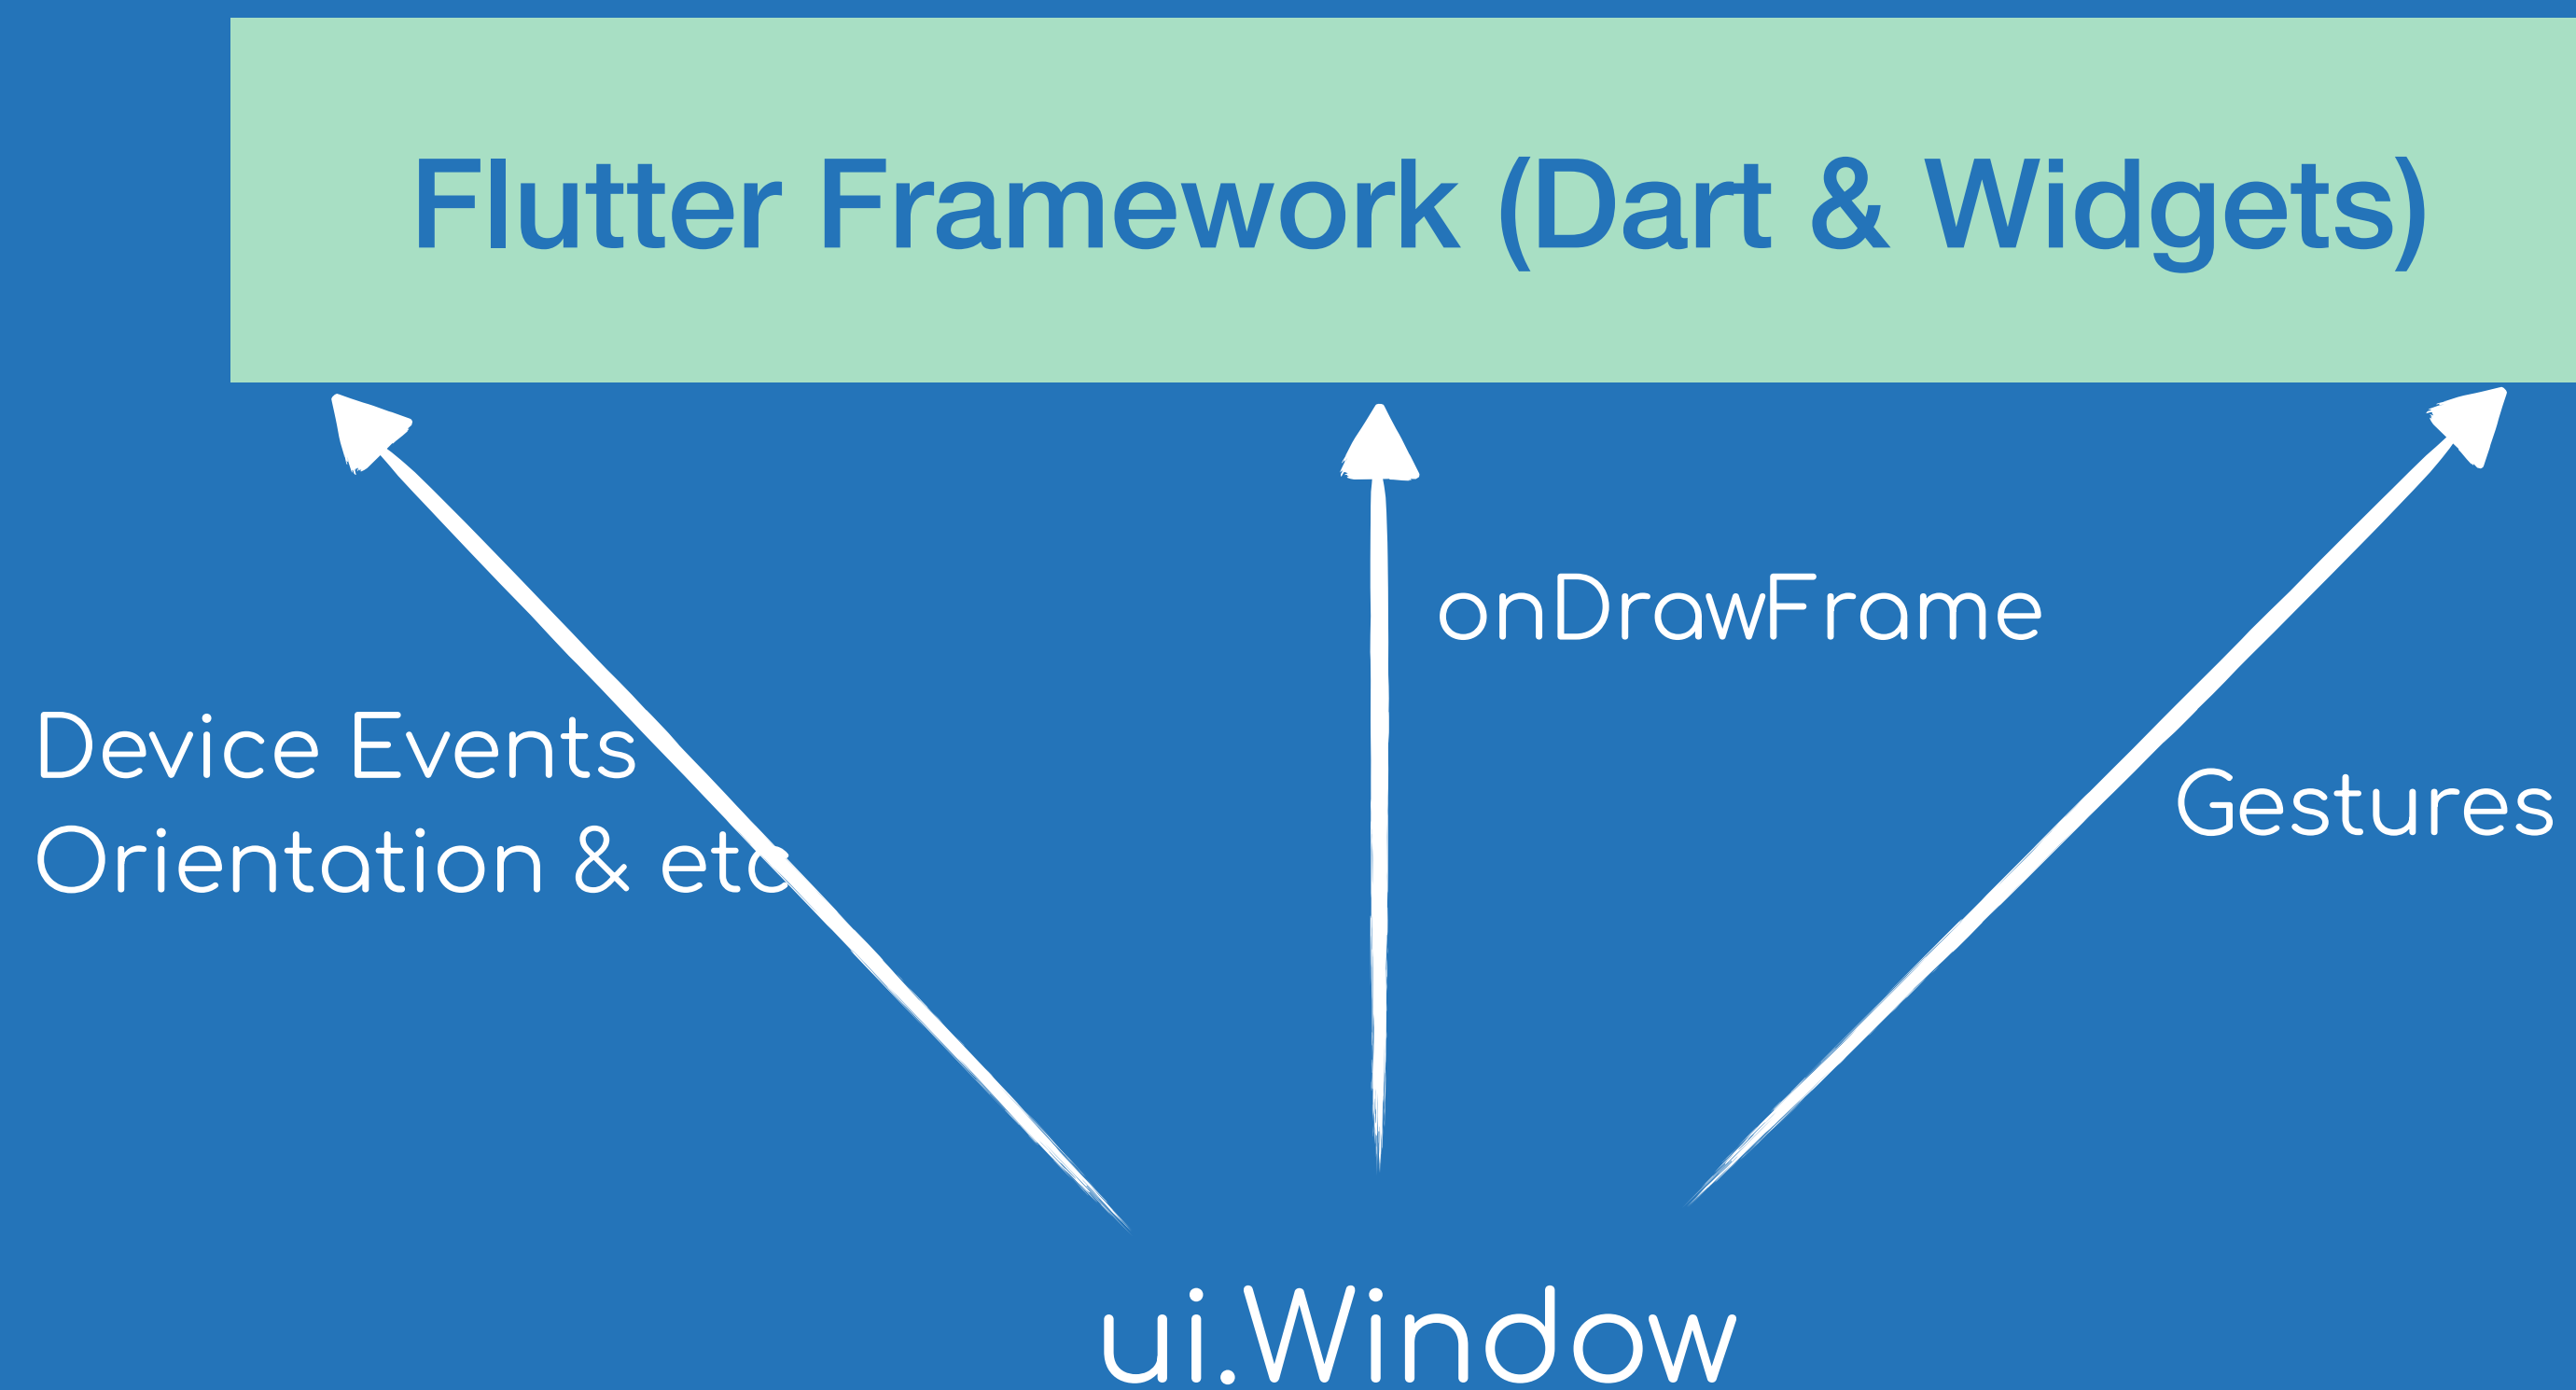 Flutter Framework (Dart & Widgets)
onDrawFrame
Device Events
Orientation & etc
Gestures
ui.Window